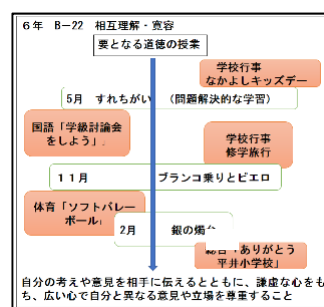 6年 B-22 相互理解・寛容
要となる道徳の授業
学校行事
なかよしキッズデー
5月 すれちがい (問題解決的な学習)
国語「学級討論会
をしよう」
学校行事
修学旅行
11月 ブランコ乗りとピエロ
体育「ソフトバレー
ボール」
2月 銀の燭台
総合「ありがとう
平井小学校」
自分の考えや意見を相手に伝えるとともに、謙虚な心をも
ち、広い心で自分と異なる意見や立場を尊重すること